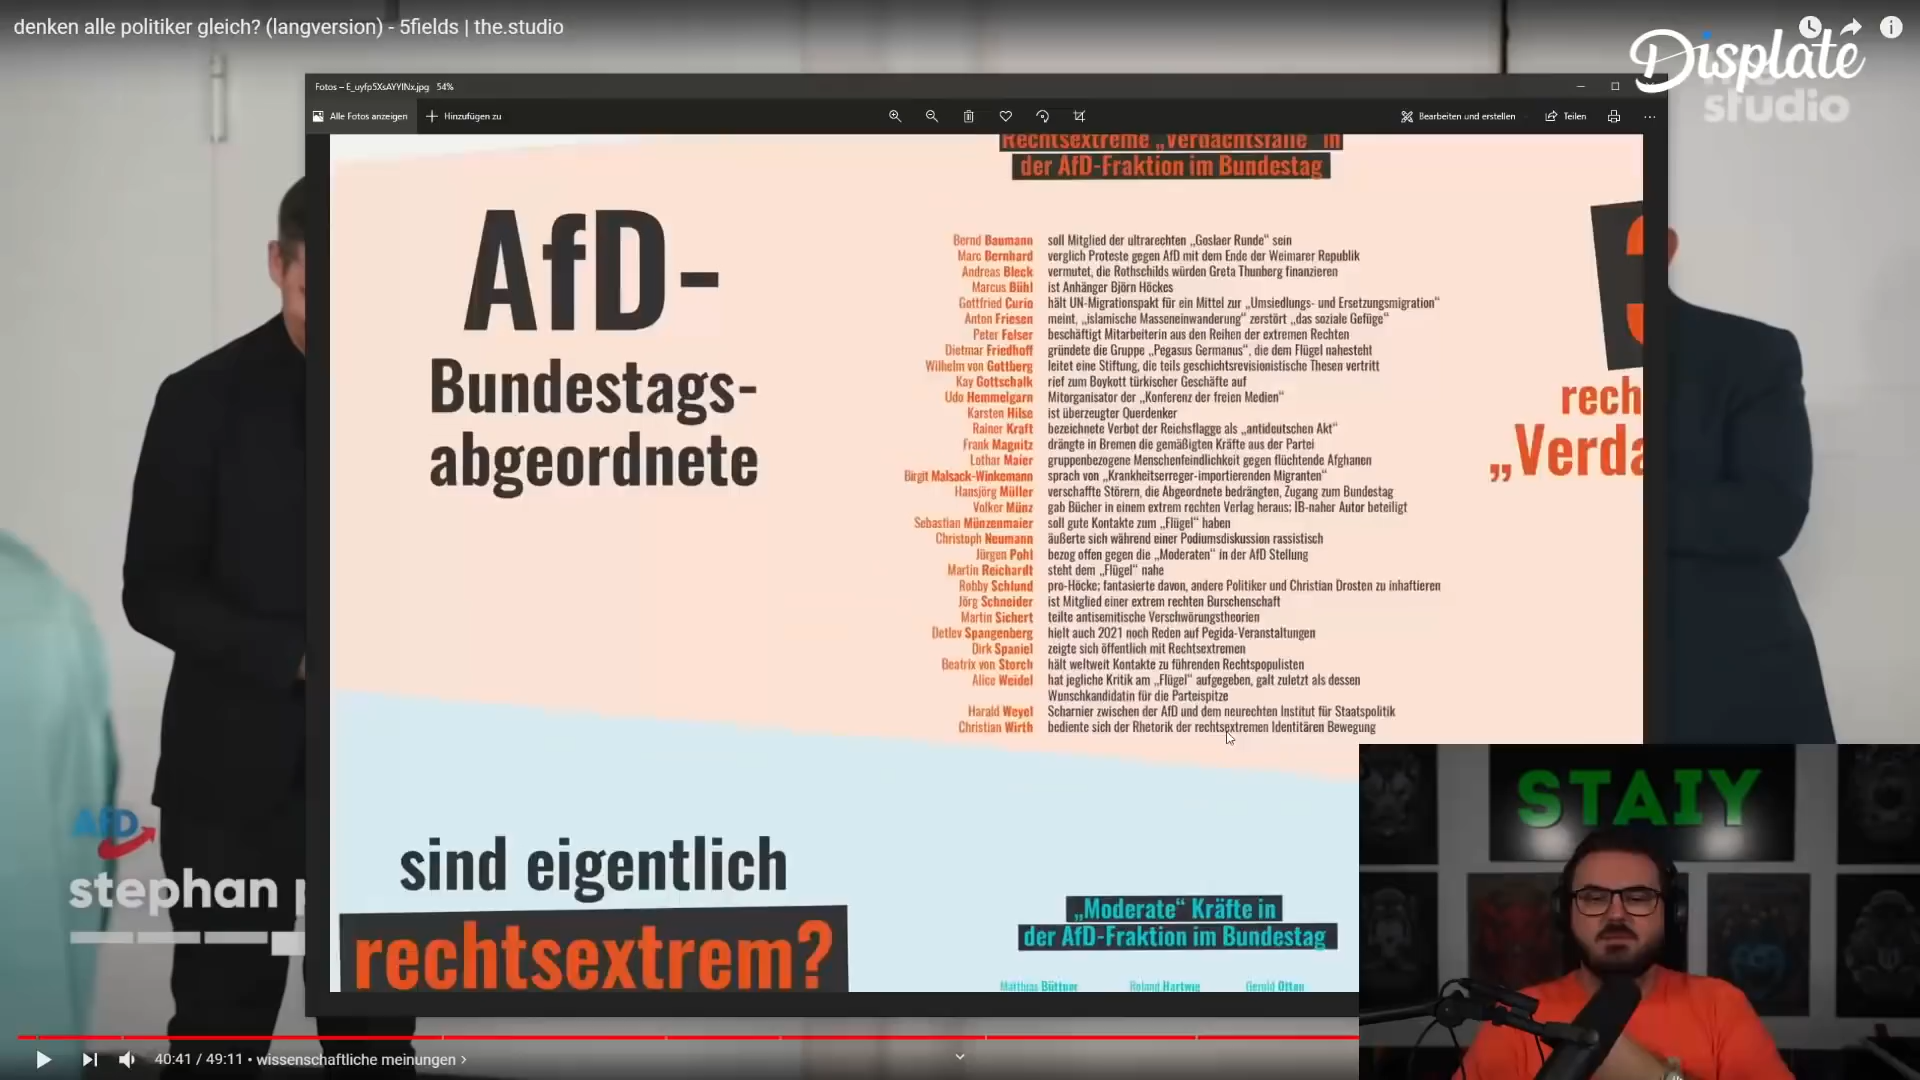 denken alle politiker gleich? (langversion) - 5fields | the.studio
Displate
studio
Fotos – E_uyfp5XsAYYlNx.jpg 54%
Alle Fotos anzeigen
Hinzufügen zu
Bearbeiten und erstellen
Teilen
Rechtsextreme „Verdachtsfälle“ in
der AfD-Fraktion im Bundestag
AfD-
Bundestags-
abgeordnete
Bernd Baumann soll Mitglied der ultrarechten „Goslaer Runde“ sein
Marc Bernhard verglich Proteste gegen AfD mit dem Ende der Weimarer Republik
Andreas Bleck vermutet, die Rothschilds würden Greta Thunberg finanzieren
Marcus Bühl ist Anhänger Björn Höckes
Gottfried Curio hält UN-Migrationspakt für ein Mittel zur „Umsiedlungs- und Ersetzungsmigration“
Anton Friesen meint, „islamische Masseneinwanderung“ zerstört „das soziale Gefüge“
Peter Felser beschäftigt Mitarbeiterin aus den Reihen der extremen Rechten
Dietmar Friedhoff gründete die Gruppe „Pegasus Germanus“, die dem Flügel nahesteht
Wilhelm von Gottberg leitet eine Stiftung, die teils geschichtsrevisionistische Thesen vertritt
Kay Gottschalk rief zum Boykott türkischer Geschäfte auf
Udo Hemmelgarn Mitorganisator der „Konferenz der freien Medien“
Karsten Hilse ist überzeugter Querdenker
Rainer Kraft bezeichnete Verbot der Reichsflagge als „antideutschen Akt“
Frank Magnitz drängte in Bremen die gemäßigten Kräfte aus der Partei
Lothar Maier gruppenbezogene Menschenfeindlichkeit gegen flüchtende Afghanen
Birgit Malsack-Winkemann sprach von „Krankheitserreger-importierenden Migranten“
Hansjörg Müller verschaffte Störern, die Abgeordnete bedrängten, Zugang zum Bundestag
Volker Münz gab Bücher in einem extrem rechten Verlag heraus; IB-naher Autor beteiligt
Sebastian Münzenmaier soll gute Kontakte zum „Flügel“ haben
Christoph Neumann äußerte sich während einer Podiumsdiskussion rassistisch
Jürgen Pohl bezog offen gegen die „Moderaten“ in der AfD Stellung
Martin Reichardt steht dem „Flügel“ nahe
Robby Schlund pro-Höcke; fantasierte davon, andere Politiker und Christian Drosten zu inhaftieren
Jörg Schneider ist Mitglied einer extrem rechten Burschenschaft
Martin Sichert teilte antisemitische Verschwörungstheorien
Detlev Spangenberg hielt auch 2021 noch Reden auf Pegida-Veranstaltungen
Dirk Spaniel zeigte sich öffentlich mit Rechtsextremen
Beatrix von Storch hält weltweit Kontakte zu führenden Rechtspopulisten
Alice Weidel hat jegliche Kritik am „Flügel“ aufgegeben, galt zuletzt als dessen
Wunschkandidatin für die Parteispitze
Harald Weyel Scharnier zwischen der AfD und dem neurechten Institut für Staatspolitik
Christian Wirth bediente sich der Rhetorik der rechtsextremen Identitären Bewegung
rech
„Verda
sind eigentlich
rechtsextrem?
„Moderate“ Kräfte in
der AfD-Fraktion im Bundestag
Matthias Büttner Roland Hartwig Gerold Otten
AfD
stephan p
STAIY
40:41 / 49:11 • wissenschaftliche meinungen